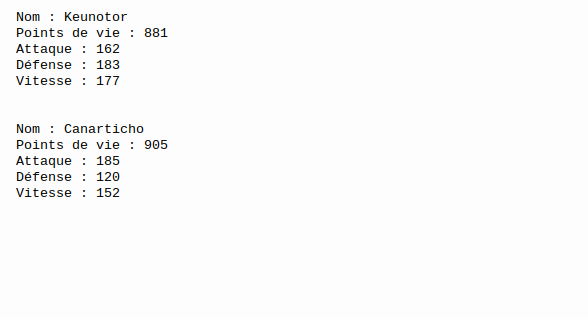 Nom : Keunotor
Points de vie : 881
Attaque : 162
Défense : 183
Vitesse : 177
Nom : Canarticho
Points de vie : 905
Attaque : 185
Défense : 120
Vitesse : 152